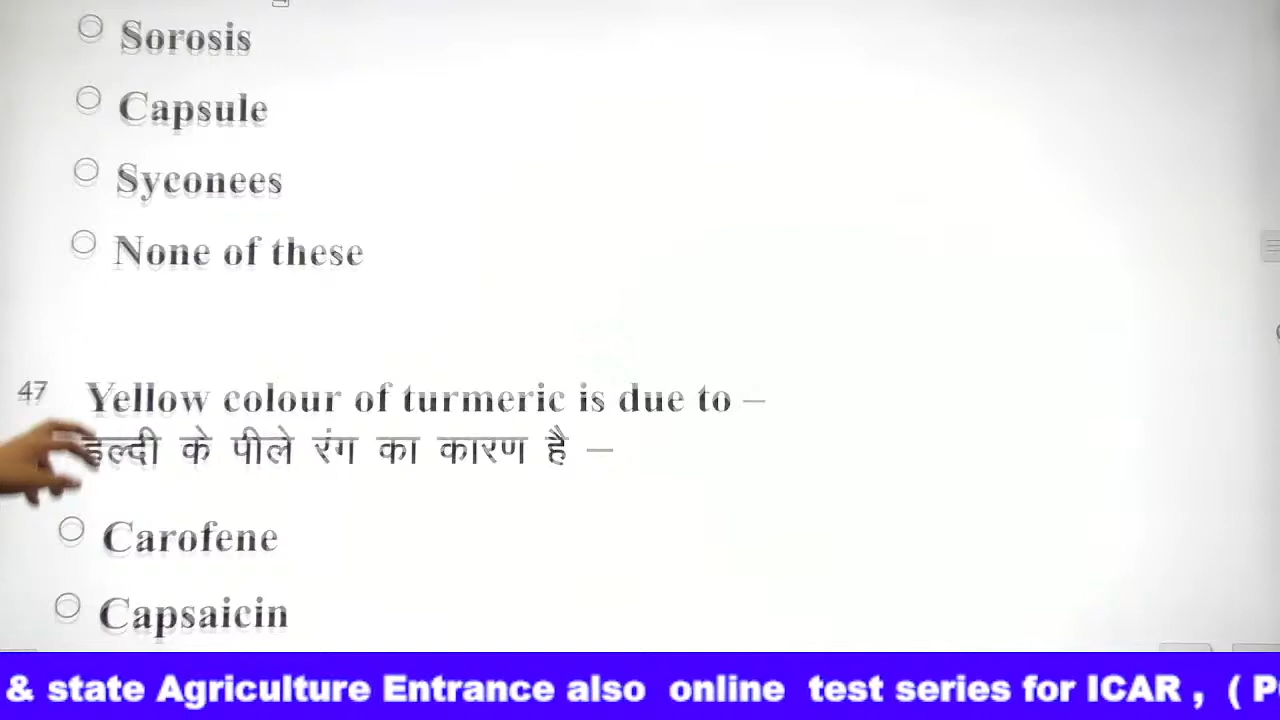 Sorosis
Capsule
Syconees
None of these
47 Yellow colour of turmeric is due to –
हल्दी के पीले रंग का कारण है –
Carofene
Capsaicin
& state Agriculture Entrance also online test series for ICAR , ( P